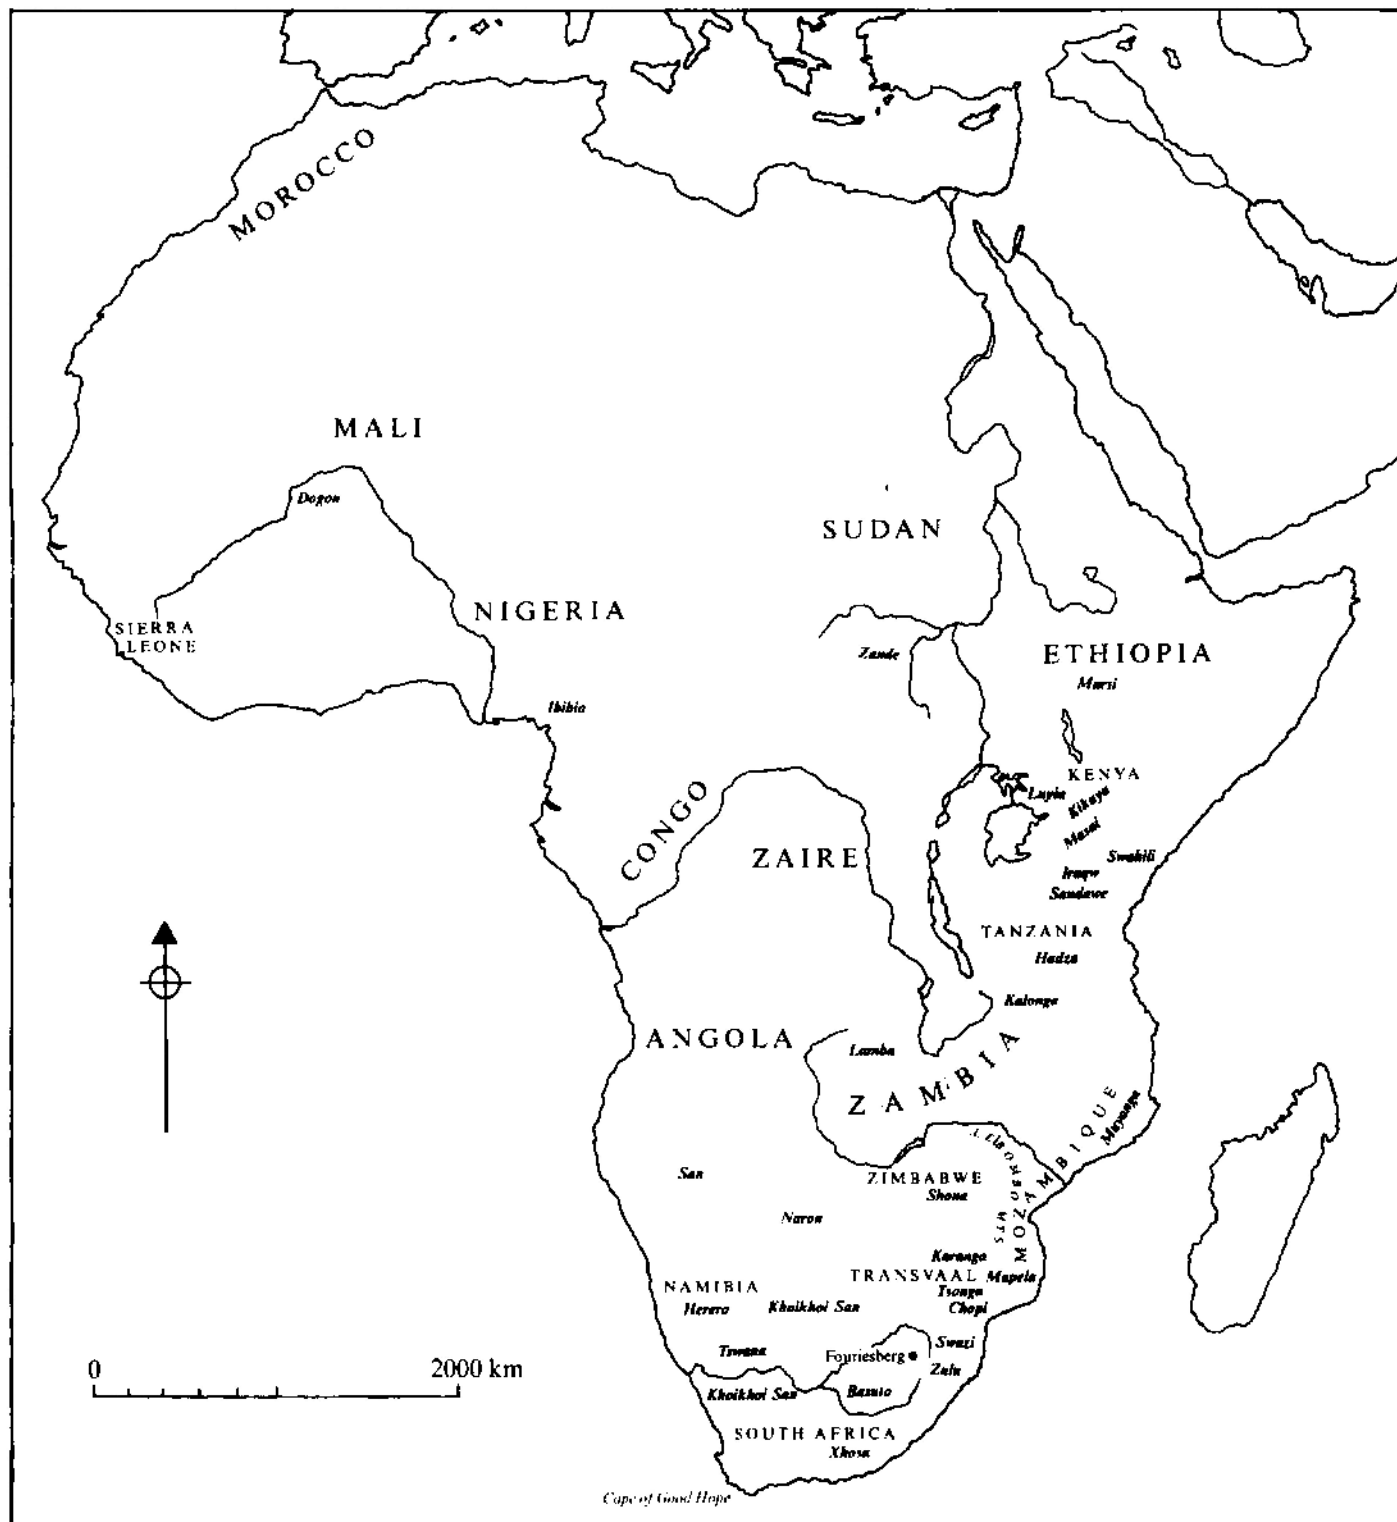 MOROCCO
MALI
Dogon
SUDAN
NIGERIA
SIERRA
LEONE
Zande
ETHIOPIA
Mursi
Ibibio
KENYA
Luyia
Kikuyu
Masai
CONGO
ZAIRE
Swahili
Iraqw
Sandawe
TANZANIA
Hadza
Kalonga
ANGOLA
Lamba
ZAMBIA
MOZAMBIQUE
San
ZIMBABWE
Shona
Naron
Karanga
TRANSVAAL
Mapela
NAMIBIA
Tsonga
Herero
Khoikhoi San
Chopi
Swazi
Tswana
Fouriesberg
Zulu
0
2000 km
Khoikhoi San
Basuto
SOUTH AFRICA
Xhosa
Cape of Good Hope